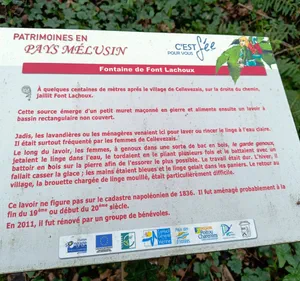 PATRIMOINES en
PAYS MÉLUSIN
C'EST Fée
POUR VOUS
Fontaine de Font Lachoux
À quelques centaines de mètres après le village de Cellevezais, sur la droite du chemin,
jaillit Font Lachoux.
Cette source émerge d'un petit muret maçonné en pierre et alimente ensuite un lavoir à
bassin rectangulaire non couvert.
Jadis, les lavandières ou les ménagères venaient ici pour laver ou rincer le linge à l'eau claire.
Il était surtout fréquenté par les femmes de Cellevezais.
Le long du lavoir, les femmes, à genoux dans une sorte de bac en bois, le garde genoux,
jetaient le linge dans l'eau, le tordaient en le pliant plusieurs fois et le battaient avec un
battoir en bois sur la pierre afin de l'essorer le plus possible. Le travail était dur. L'hiver, il
fallait casser la glace ; les mains étaient bleues et le linge gelait dans les paniers. Le retour au
village, la brouette chargée de linge mouillé, était particulièrement difficile.
Ce lavoir ne figure pas sur le cadastre napoléonien de 1836. Il fut aménagé probablement à la
fin du 19ème ou début du 20ème siècle.
En 2011, il fut rénové par un groupe de bénévoles.